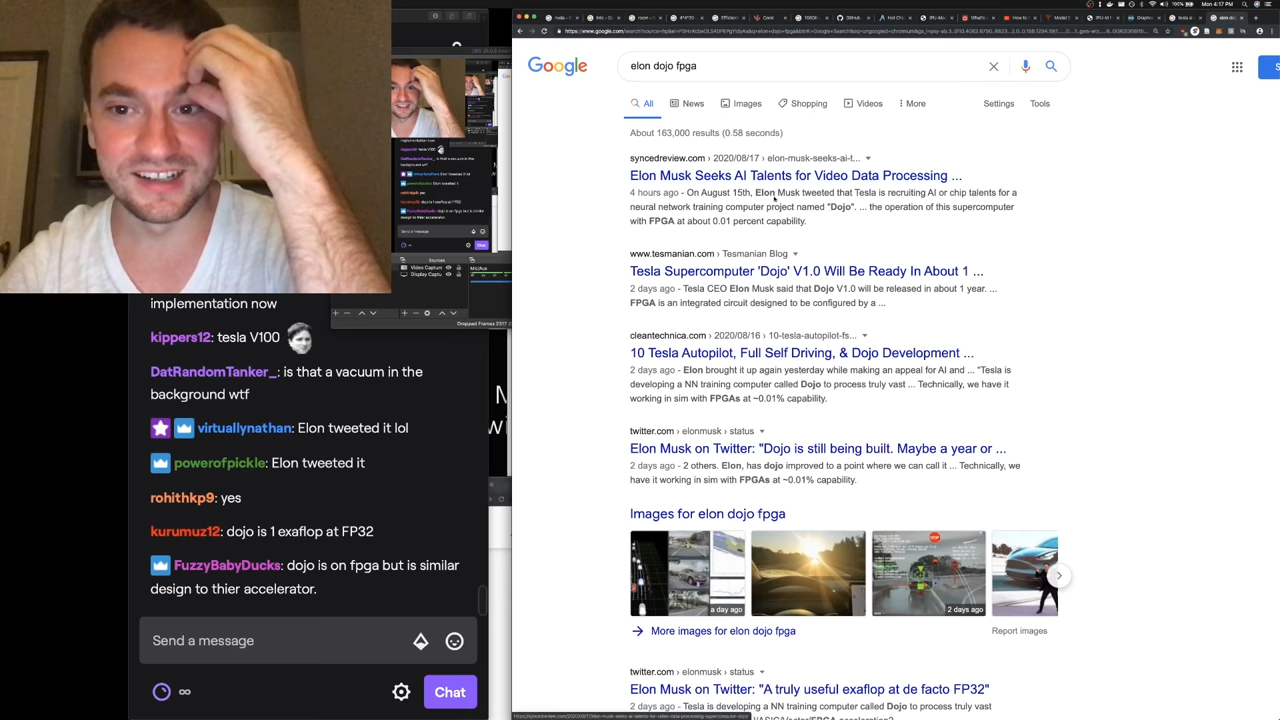 Mon 4:17 PM
Google
elon dojo fpga
All
News
Images
Shopping
Videos
More
Settings
Tools
About 163,000 results (0.58 seconds)
syncedreview.com › 2020/08/17 › elon-musk-seeks-ai-t...
Elon Musk Seeks AI Talents for Video Data Processing ...
4 hours ago - On August 15th, Elon Musk tweeted that Tesla is recruiting AI or chip talents for a
neural network training computer project named "Dojo". ... the operation of this supercomputer
with FPGA at about 0.01 percent capability.
www.tesmanian.com › Tesmanian Blog
Tesla Supercomputer 'Dojo' V1.0 Will Be Ready In About 1 ...
2 days ago - Tesla CEO Elon Musk said that Dojo V1.0 will be released in about 1 year. ...
FPGA is an integrated circuit designed to be configured by a ...
cleantechnica.com › 2020/08/16 › 10-tesla-autopilot-fs...
10 Tesla Autopilot, Full Self Driving, & Dojo Development ...
2 days ago - Elon brought it up again yesterday while making an appeal for AI and ... "Tesla is
developing a NN training computer called Dojo to process truly vast ... Technically, we have it
working in sim with FPGAs at ~0.01% capability.
twitter.com › elonmusk › status
Elon Musk on Twitter: "Dojo is still being built. Maybe a year or ...
2 days ago - 2 others. Elon, has dojo improved to a point where we can call it ... Technically, we
have it working in sim with FPGAs at ~0.01% capability.
Images for elon dojo fpga
a day ago
STOP
2 days ago
More images for elon dojo fpga
Report images
twitter.com › elonmusk › status
Elon Musk on Twitter: "A truly useful exaflop at de facto FP32"
2 days ago - Tesla is developing a NN training computer called Dojo to process truly vast
implementation now
kippers12: tesla V100
DatRandomTanker_: is that a vacuum in the
background wtf
virtuallynathan: Elon tweeted it lol
powerofpickle: Elon tweeted it
rohithkp9: yes
kurumuz12: dojo is 1 exaflop at FP32
FuzzyBabyDucks: dojo is on fpga but is similar
design to thier accelerator.
Send a message
Chat
Sources
Video Captur
Display Captu
Mic/Aux